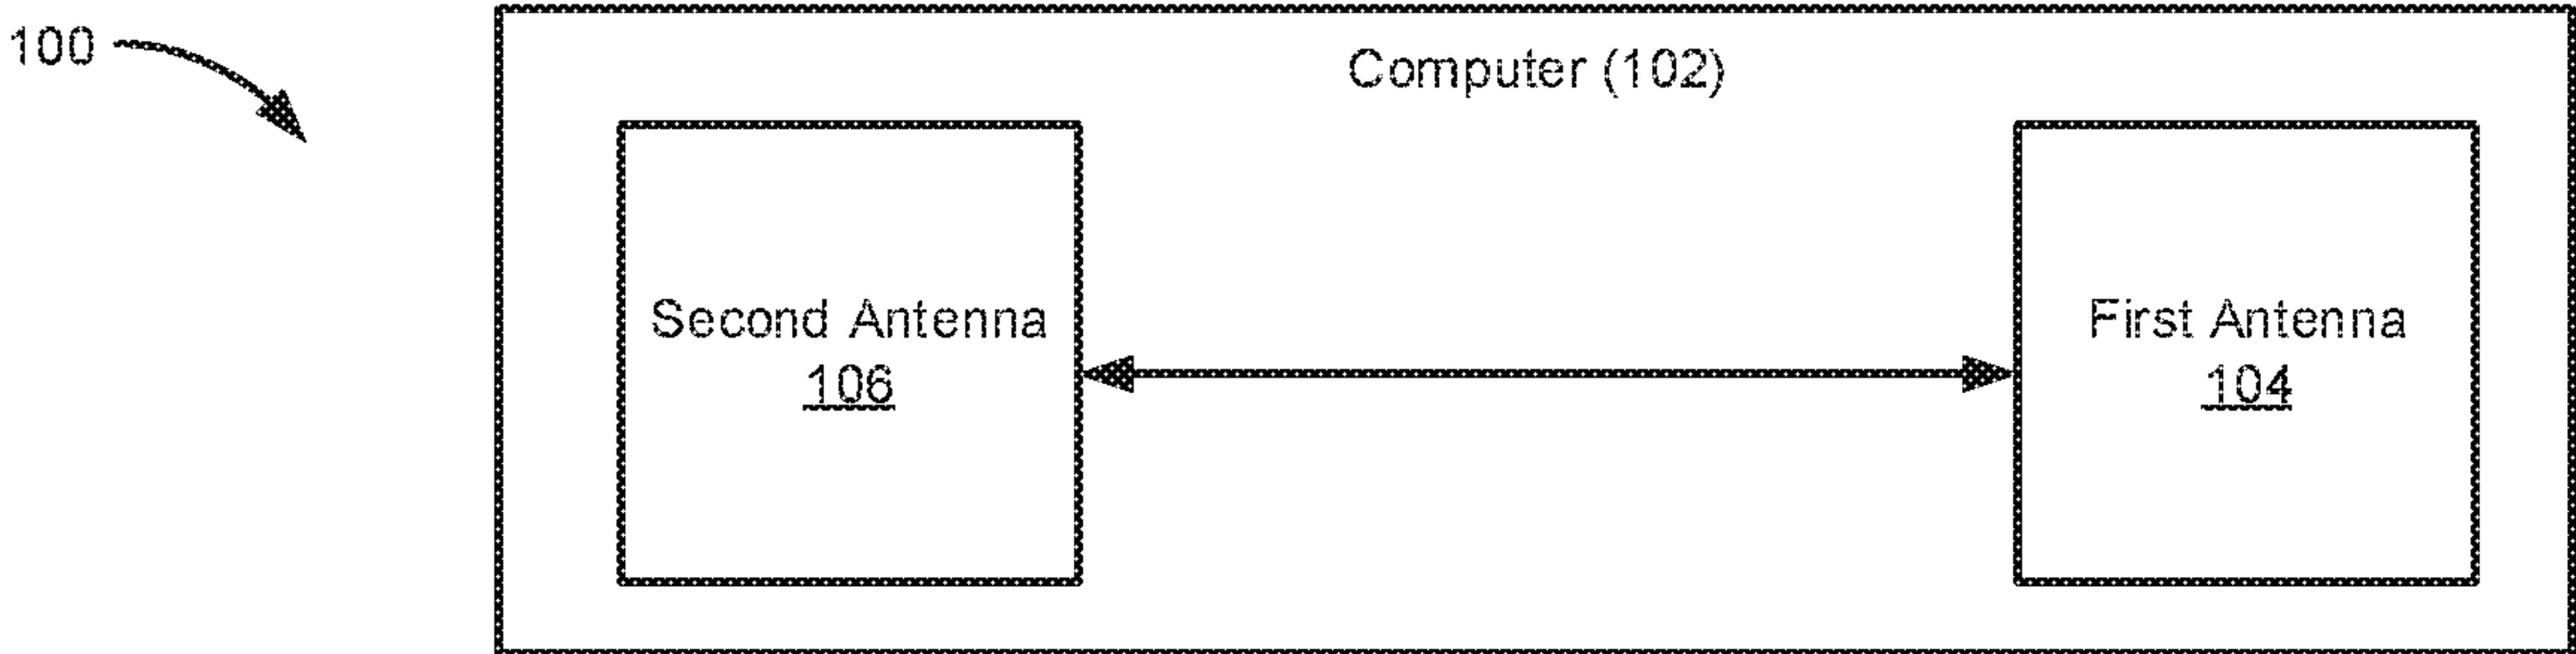 100
Computer (102)
Second Antenna
106
First Antenna
104